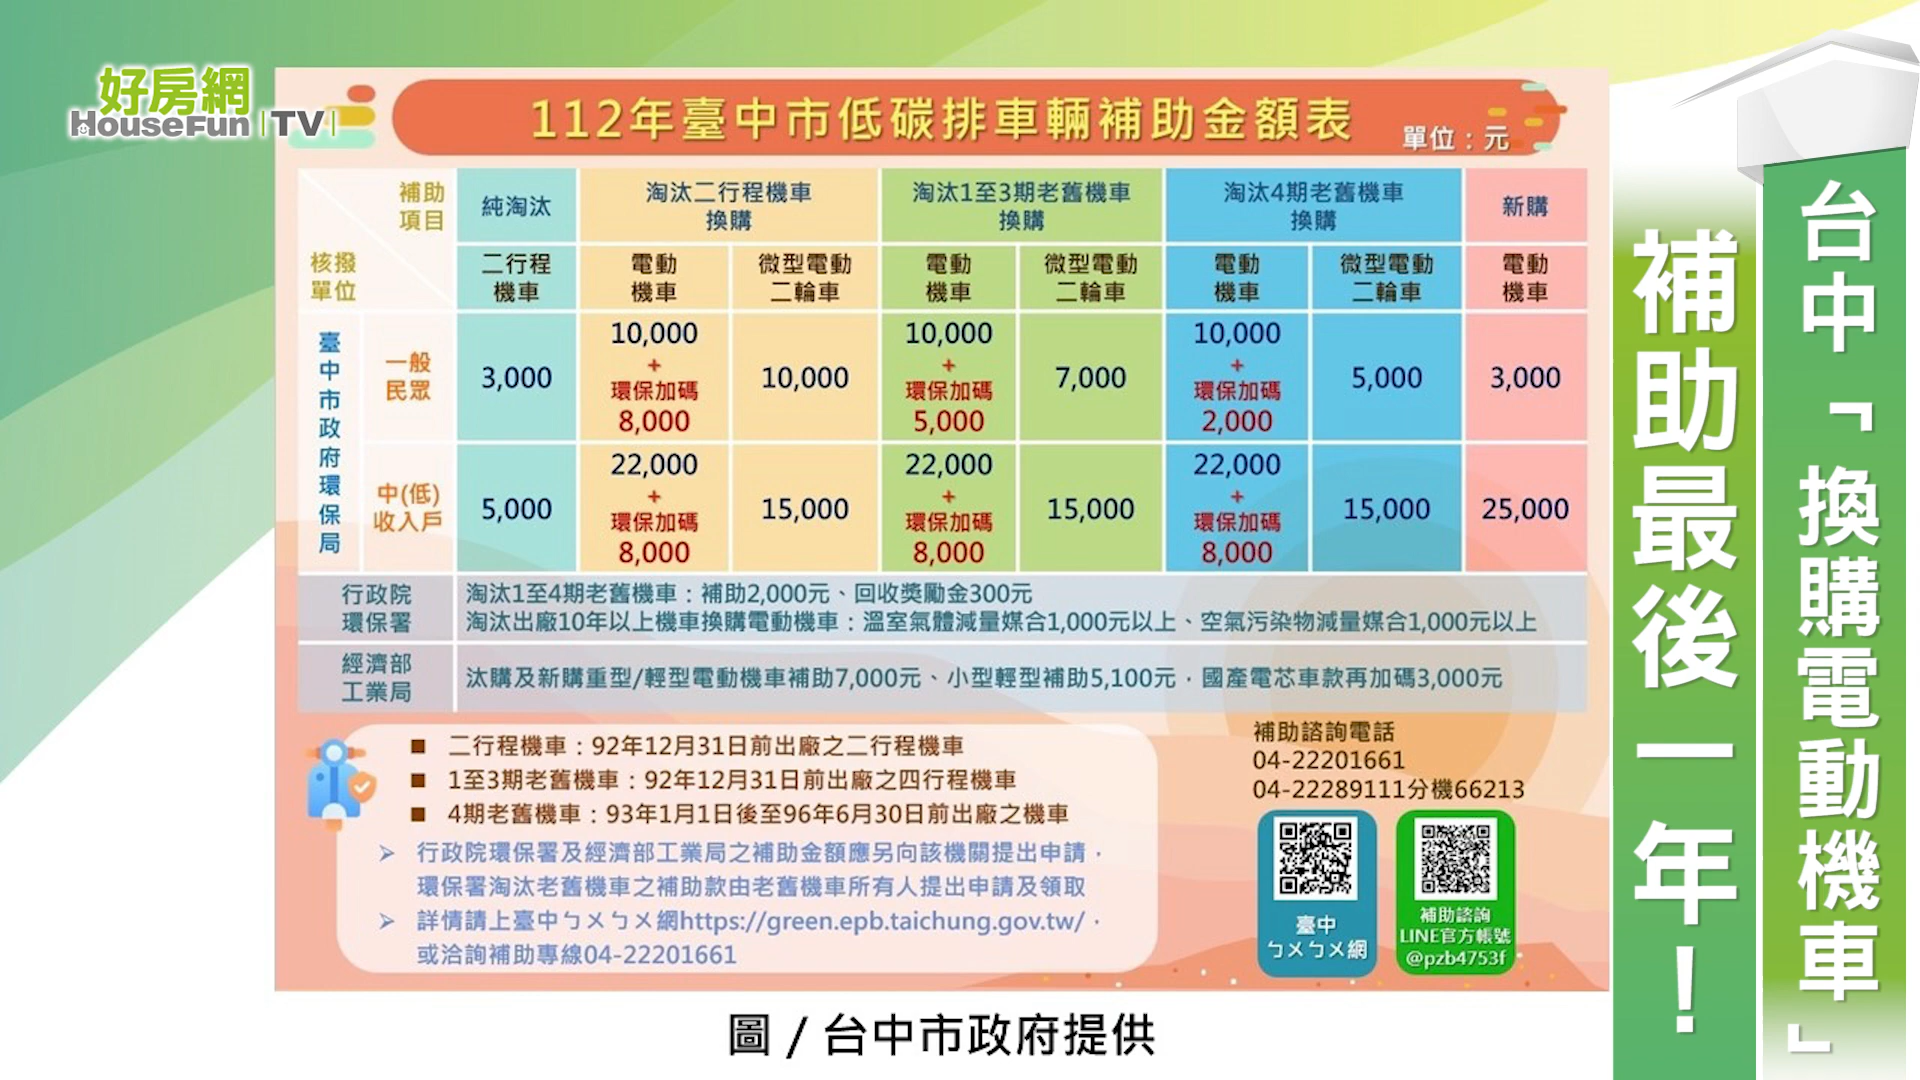 好房網
HouseFun TV
112年臺中市低碳排車輛補助金額表
單位：元
補助項目
核撥單位
純淘汰
淘汰二行程機車換購
淘汰1至3期老舊機車換購
淘汰4期老舊機車換購
新購
二行程機車
電動機車
微型電動二輪車
電動機車
微型電動二輪車
電動機車
微型電動二輪車
電動機車
臺中市政府環保局
一般民眾
3,000
10,000
+
環保加碼
8,000
10,000
10,000
+
環保加碼
5,000
7,000
10,000
+
環保加碼
2,000
5,000
3,000
中(低)收入戶
5,000
22,000
+
環保加碼
8,000
15,000
22,000
+
環保加碼
8,000
15,000
22,000
+
環保加碼
8,000
15,000
25,000
行政院環保署
淘汰1至4期老舊機車：補助2,000元、回收獎勵金300元
淘汰出廠10年以上機車換購電動機車：溫室氣體減量媒合1,000元以上、空氣污染物減量媒合1,000元以上
經濟部工業局
汰購及新購重型/輕型電動機車補助7,000元、小型輕型補助5,100元，國產電芯車款再加碼3,000元
■ 二行程機車：92年12月31日前出廠之二行程機車
■ 1至3期老舊機車：92年12月31日前出廠之四行程機車
■ 4期老舊機車：93年1月1日後至96年6月30日前出廠之機車
➢ 行政院環保署及經濟部工業局之補助金額應另向該機關提出申請，
環保署淘汰老舊機車之補助款由老舊機車所有人提出申請及領取
➢ 詳情請上臺中ㄅㄨㄅㄨ網https://green.epb.taichung.gov.tw/，
或洽詢補助專線04-22201661
補助諮詢電話
04-22201661
04-22289111分機66213
臺中
ㄅㄨㄅㄨ網
補助諮詢
LINE官方帳號
@pzb4753f
圖 / 台中市政府提供
台中「換購電動機車」
補助最後一年！